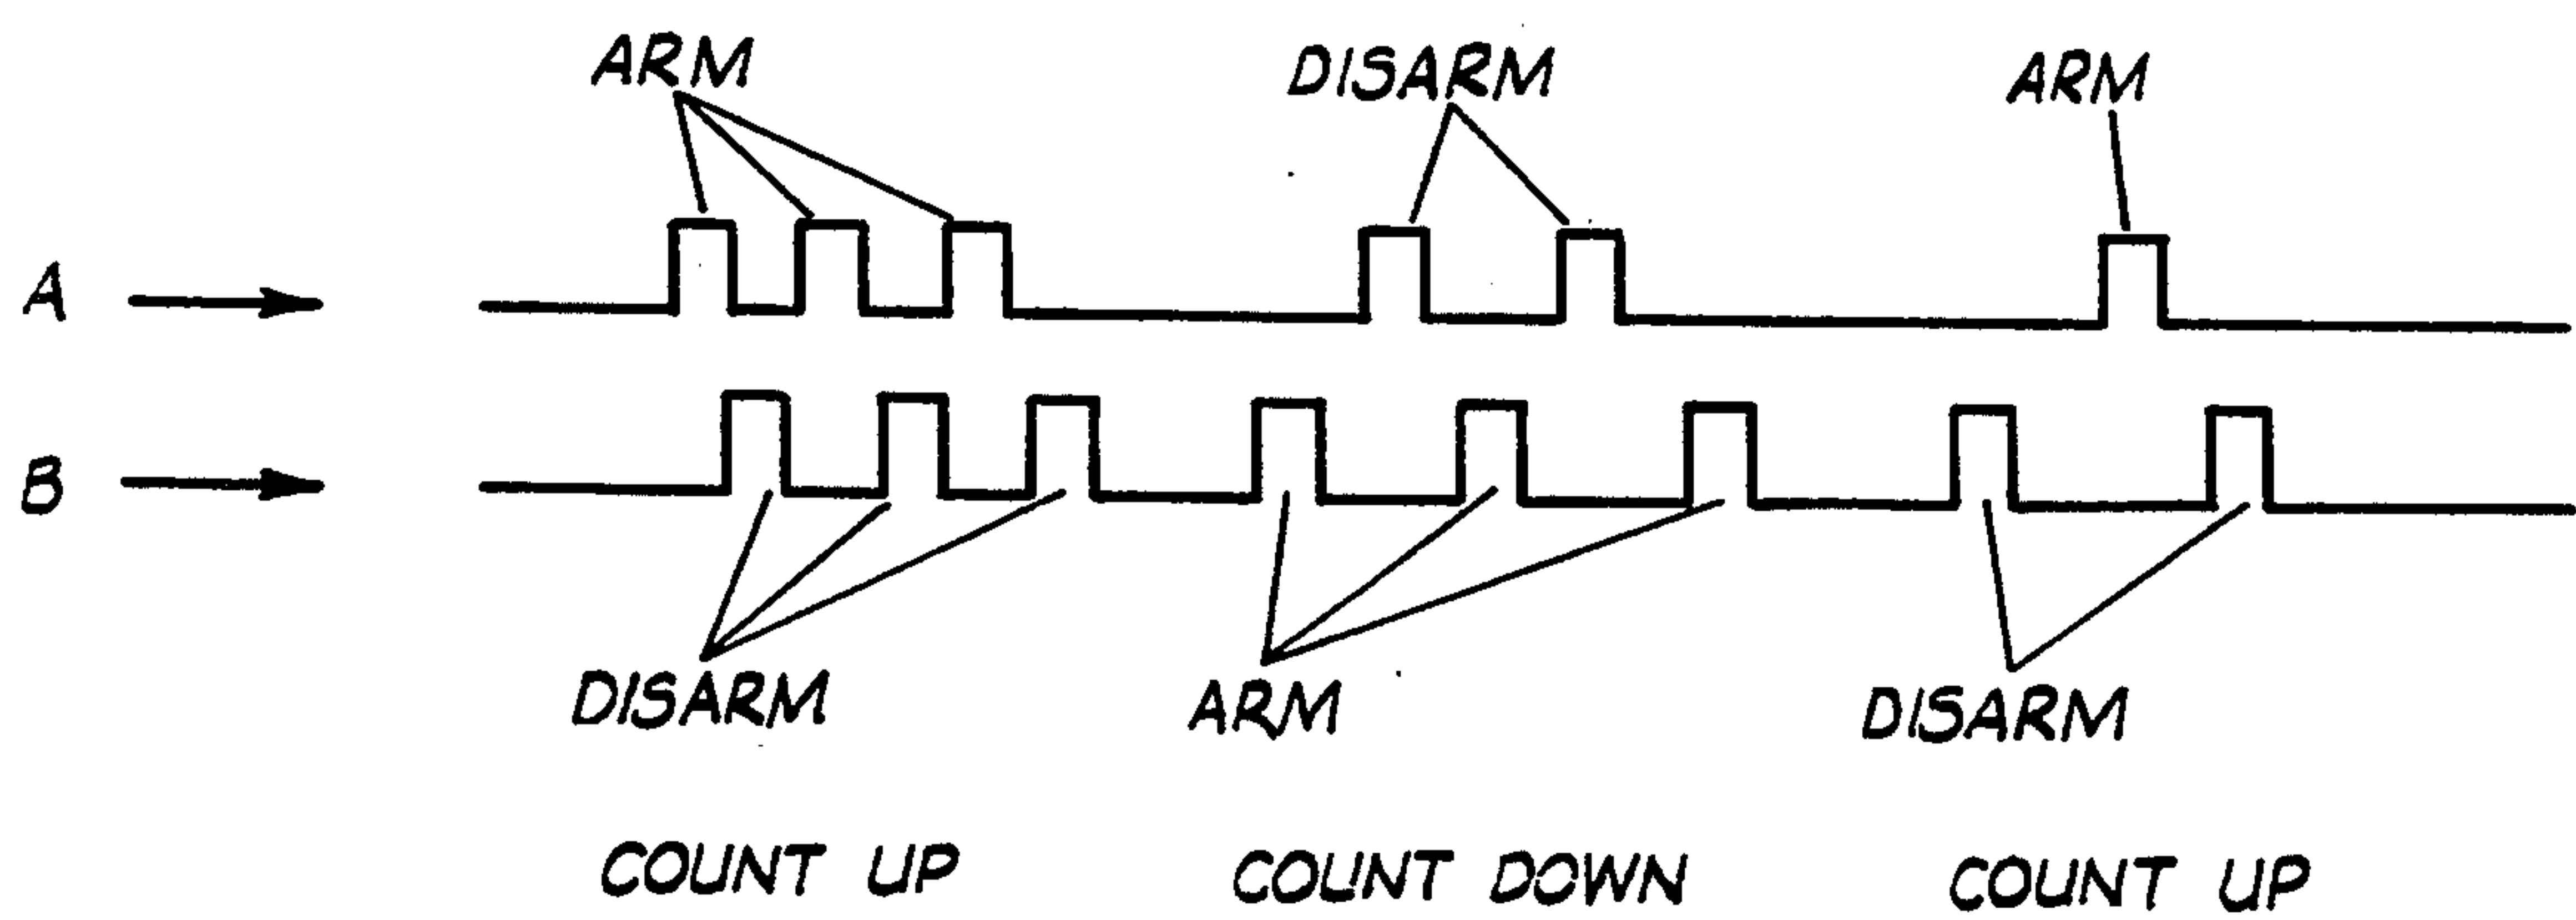 ARM DISARM ARM
A
B
DISARM ARM DISARM
COUNT UP COUNT DOWN COUNT UP